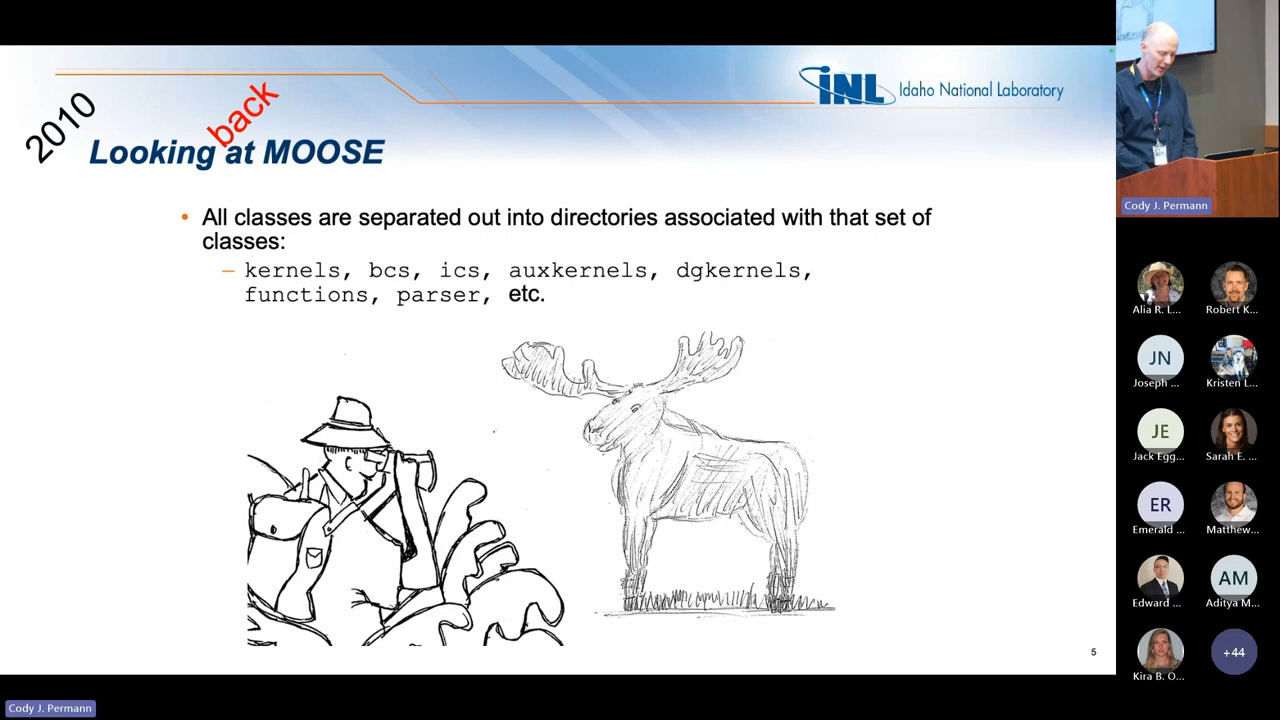 2010
back
Looking at MOOSE
INL Idaho National Laboratory
• All classes are separated out into directories associated with that set of
classes:
– kernels, bcs, ics, auxkernels, dgkernels,
functions, parser, etc.
5
Cody J. Permann
Alia R. L...
Robert K...
JN
Joseph ...
Kristen L...
JE
Jack Egg...
Sarah E. ...
ER
Emerald ...
Matthew...
Edward ...
AM
Aditya M...
Kira B. O...
+44
Cody J. Permann